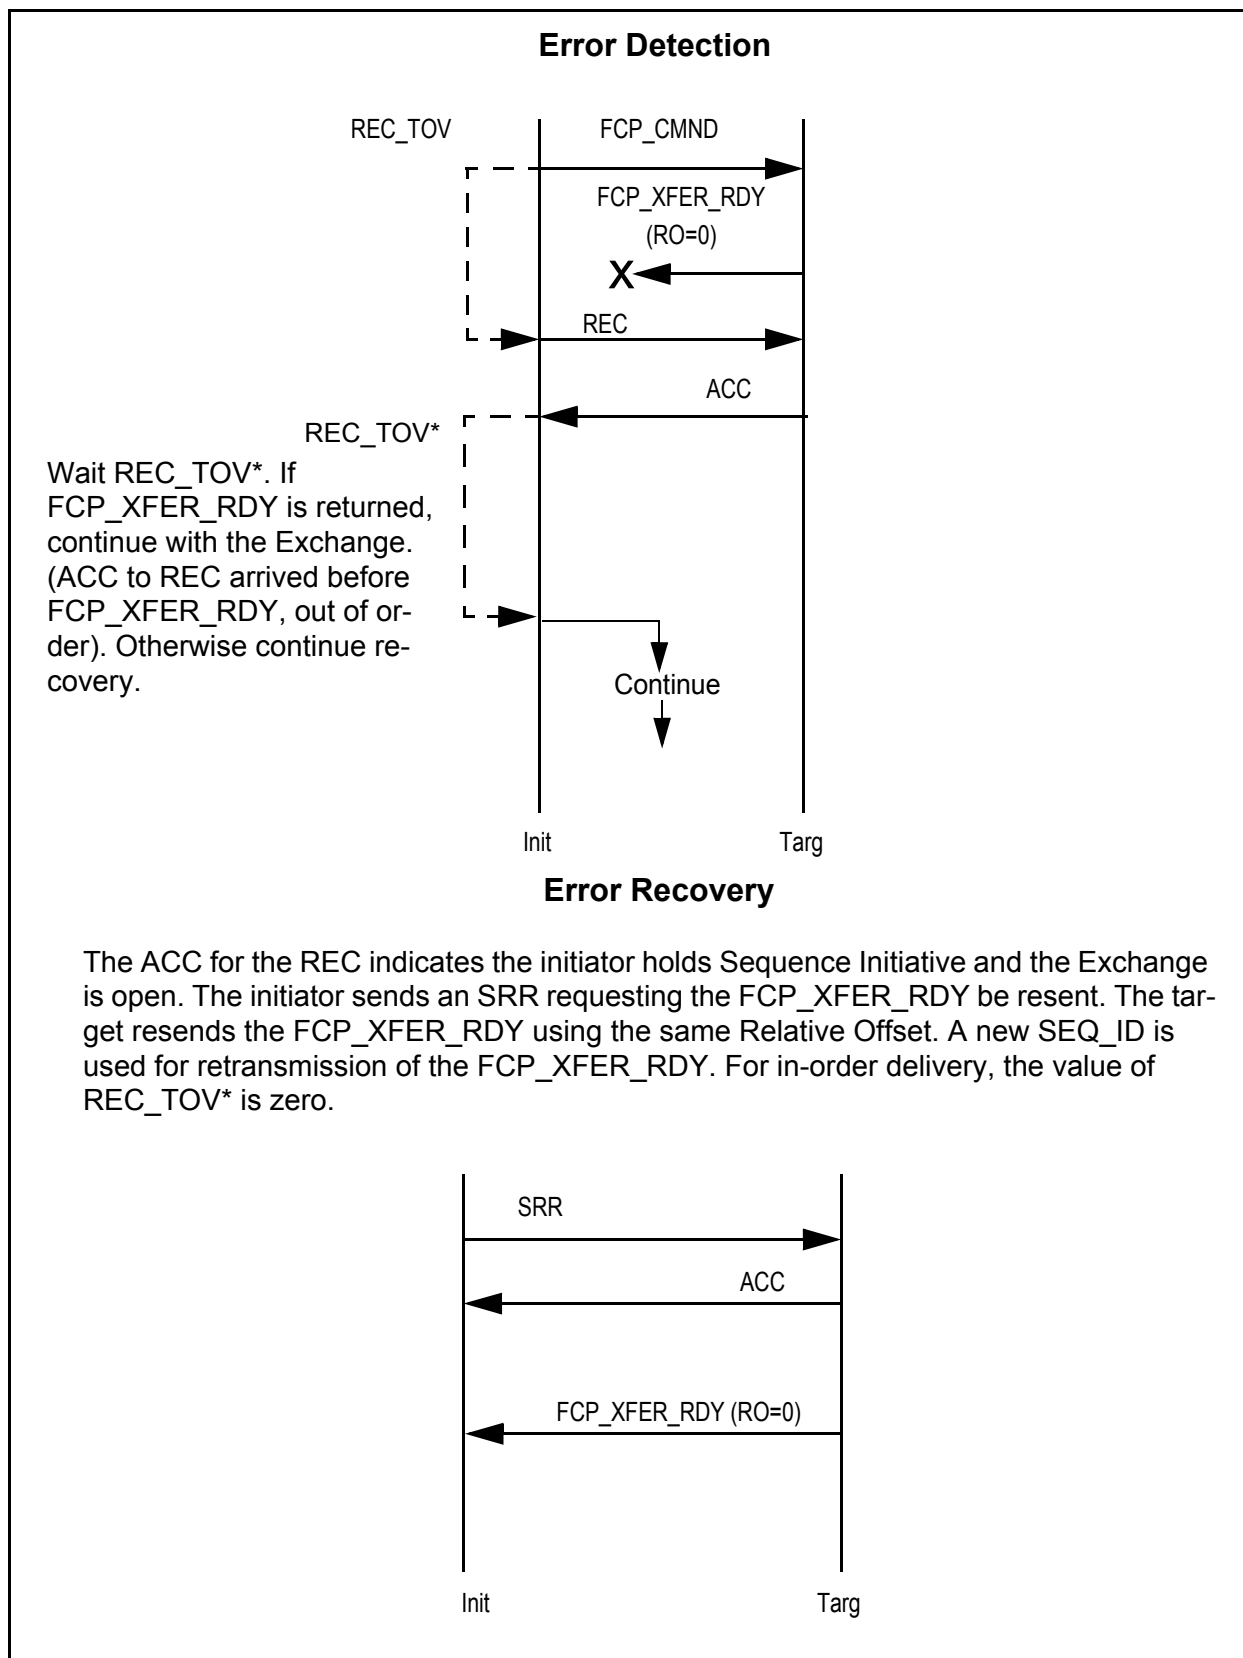 Error Detection
REC_TOV
FCP_CMND
FCP_XFER_RDY
(RO=0)
X
REC
ACC
REC_TOV*
Wait REC_TOV*. If
FCP_XFER_RDY is returned,
continue with the Exchange.
(ACC to REC arrived before
FCP_XFER_RDY, out of or-
der). Otherwise continue re-
covery.
Continue
Init
Targ
Error Recovery
The ACC for the REC indicates the initiator holds Sequence Initiative and the Exchange
is open. The initiator sends an SRR requesting the FCP_XFER_RDY be resent. The tar-
get resends the FCP_XFER_RDY using the same Relative Offset. A new SEQ_ID is
used for retransmission of the FCP_XFER_RDY. For in-order delivery, the value of
REC_TOV* is zero.
SRR
ACC
FCP_XFER_RDY (RO=0)
Init
Targ